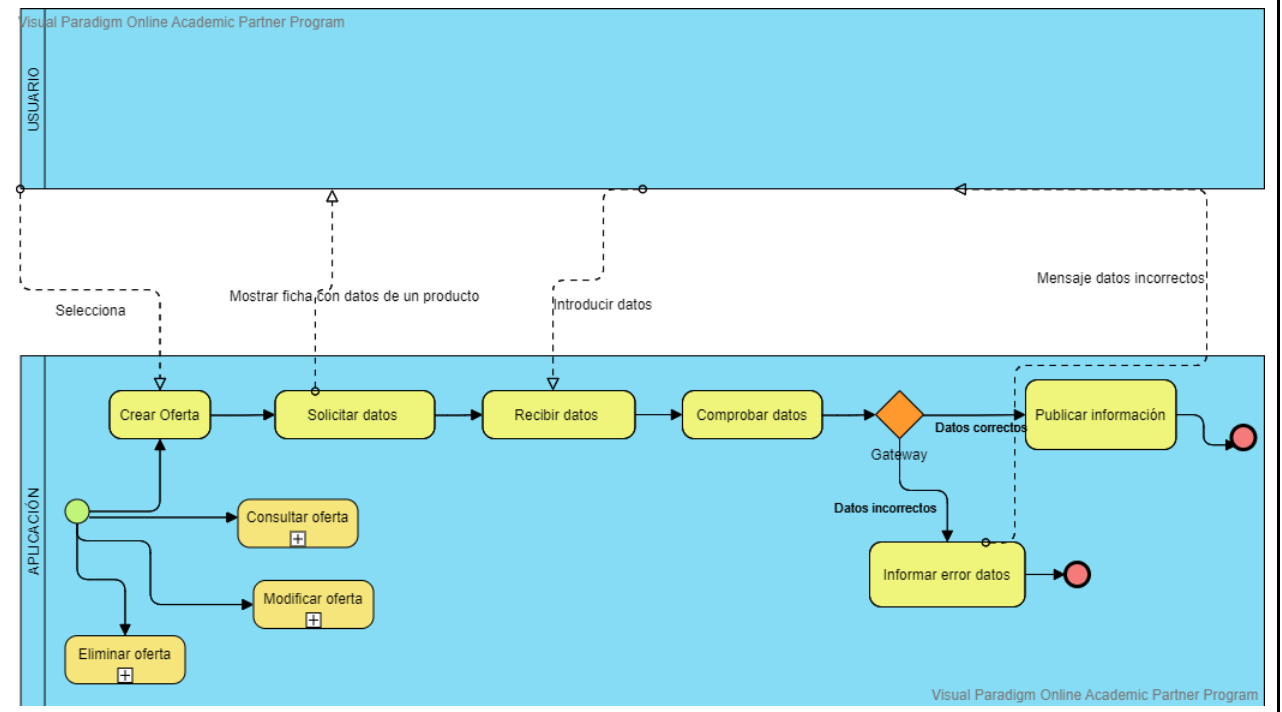 Visual Paradigm Online Academic Partner Program
USUARIO
Selecciona
Mostrar ficha con datos de un producto
Introducir datos
Mensaje datos incorrectos
APLICACIÓN
Crear Oferta
Solicitar datos
Recibir datos
Comprobar datos
Gateway
Datos correctos
Publicar información
Datos incorrectos
Informar error datos
Consultar oferta
Modificar oferta
Eliminar oferta
Visual Paradigm Online Academic Partner Program